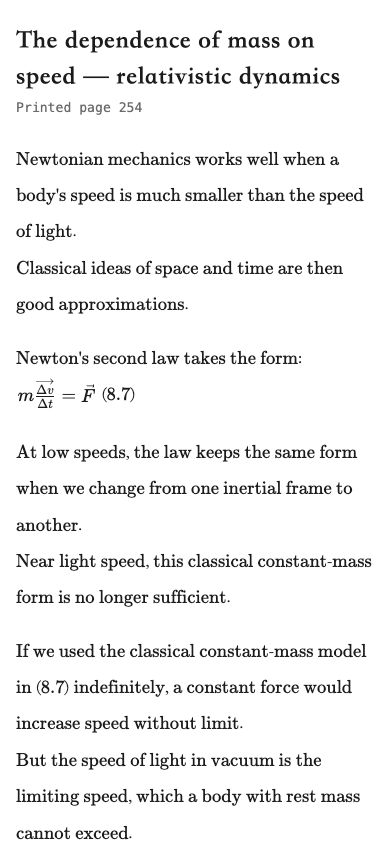 The dependence of mass on
speed — relativistic dynamics
Printed page 254
Newtonian mechanics works well when a
body's speed is much smaller than the speed
of light.
Classical ideas of space and time are then
good approximations.
Newton's second law takes the form:
$m\frac{\overrightarrow{\Delta v}}{\Delta t} = \vec{F}$ (8.7)
At low speeds, the law keeps the same form
when we change from one inertial frame to
another.
Near light speed, this classical constant-mass
form is no longer sufficient.
If we used the classical constant-mass model
in (8.7) indefinitely, a constant force would
increase speed without limit.
But the speed of light in vacuum is the
limiting speed, which a body with rest mass
cannot exceed.